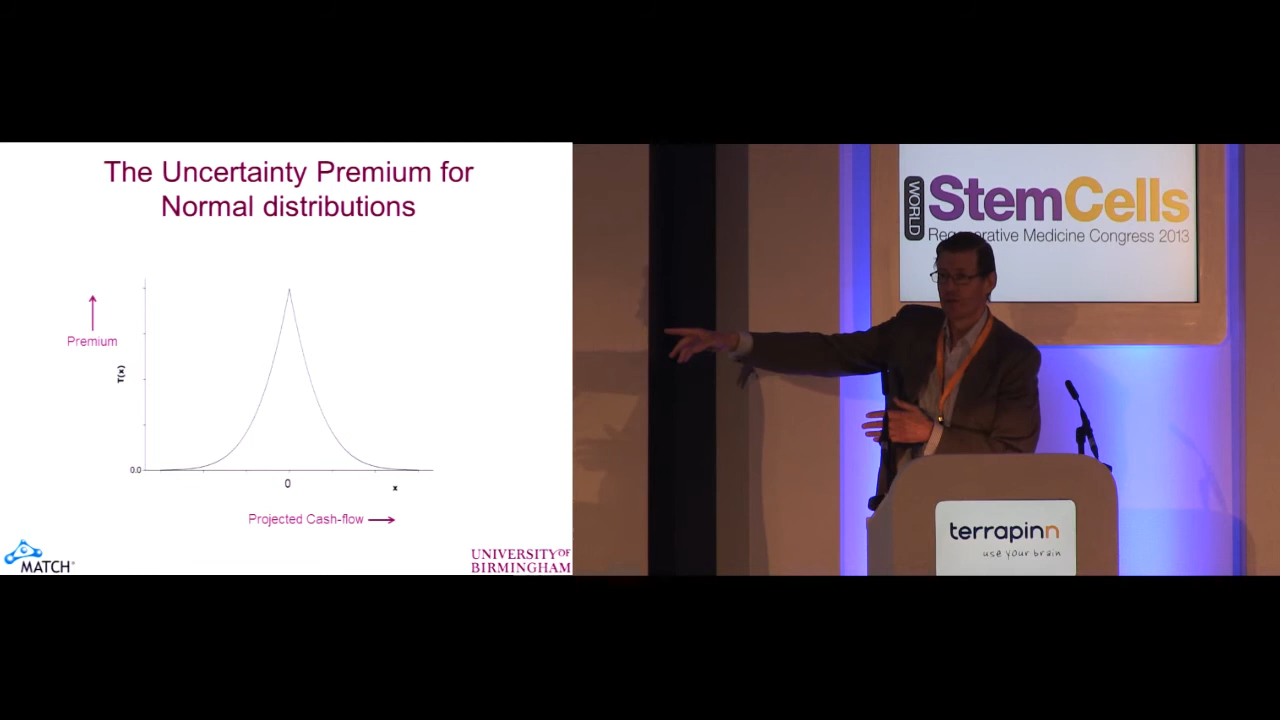 The Uncertainty Premium for
Normal distributions
Premium
T(x)
0.0
0
x
Projected Cash-flow
MATCH
UNIVERSITY OF
BIRMINGHAM
WORLD
StemCells
Regenerative Medicine Congress 2013
terrapinn
use your brain